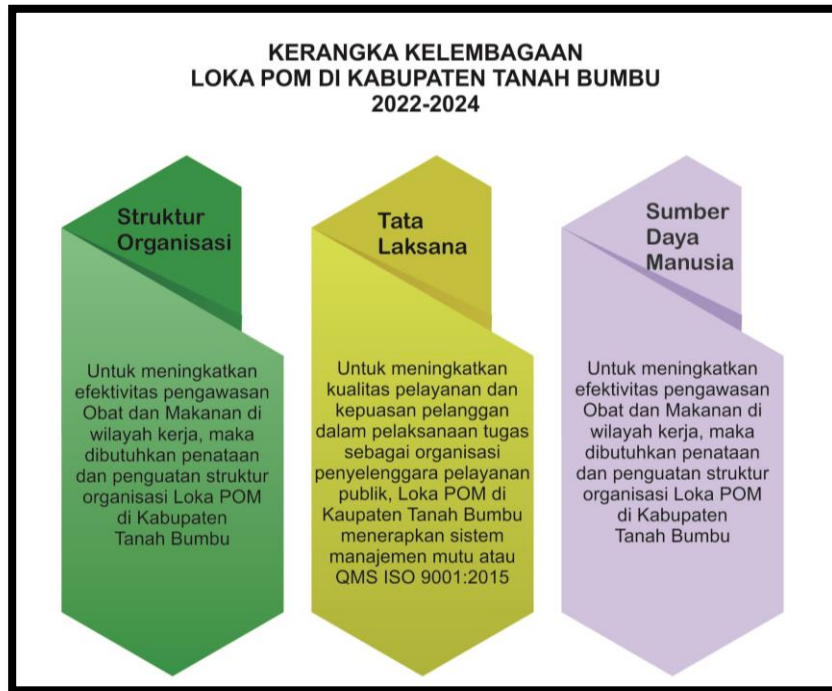 KERANGKA KELEMBAGAAN
LOKA POM DI KABUPATEN TANAH BUMBU
2022-2024
Struktur
Organisasi
Untuk meningkatkan
efektivitas pengawasan
Obat dan Makanan di
wilayah kerja, maka
dibutuhkan penataan
dan penguatan struktur
organisasi Loka POM
di Kabupaten
Tanah Bumbu
Tata
Laksana
Untuk meningkatkan
kualitas pelayanan dan
kepuasan pelanggan
dalam pelaksanaan tugas
sebagai organisasi
penyelenggara pelayanan
publik, Loka POM di
Kaupaten Tanah Bumbu
menerapkan sistem
manajemen mutu atau
QMS ISO 9001:2015
Sumber
Daya
Manusia
Untuk meningkatkan
efektivitas pengawasan
Obat dan Makanan di
wilayah kerja, maka
dibutuhkan penataan
dan penguatan struktur
organisasi Loka POM
di Kabupaten
Tanah Bumbu